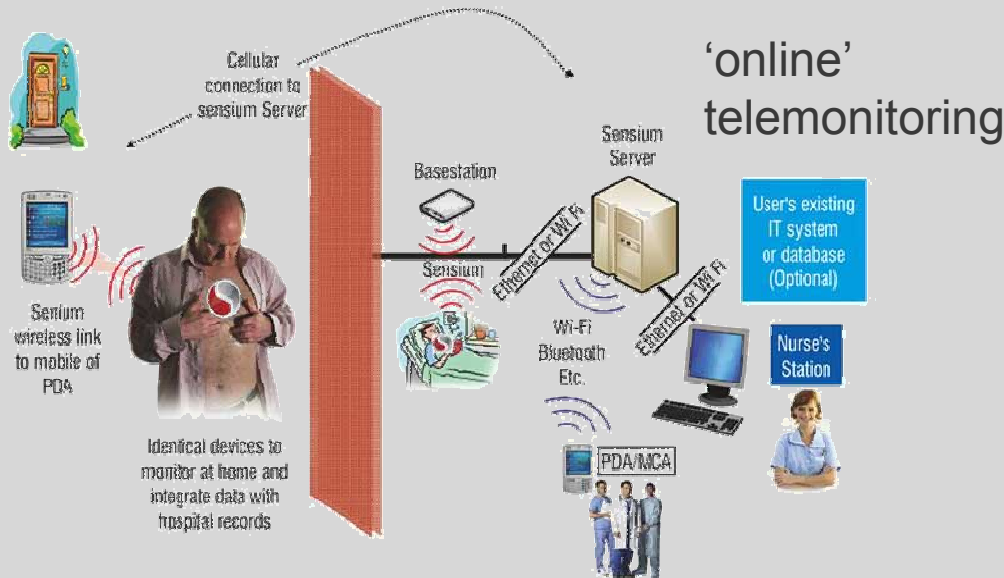 'online'
telemonitoring
Cellular
connection to
sensium Server
Sensium
Server
Basestation
User's existing
IT system
or database
(Optional)
Ethernet or Wi Fi
Sensium
Ethernet or Wi Fi
Senium
wireless link
to mobile of
PDA
Wi-Fi
Bluetooth
Etc.
Nurse's
Station
Identical devices to
monitor at home and
integrate data with
hospital records
PDA/MCA